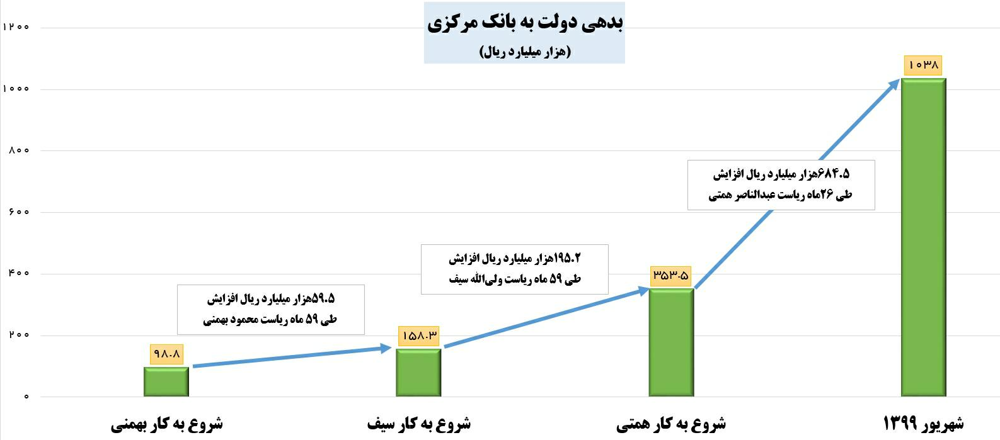 بدهی دولت به بانک مرکزی
(هزار میلیارد ریال)
۱۲۰۰
۱۰۰۰
۸۰۰
۶۰۰
۴۰۰
۲۰۰
۰
۱۰۳۸
۳۵۳.۵
۱۵۸.۳
۹۸.۸
۶۸۴.۵هزار میلیارد ریال افزایش
طی ۲۶ماه ریاست عبدالناصر همتی
۱۹۵.۲هزار میلیارد ریال افزایش
طی ۵۹ ماه ریاست ولی‌الله سیف
۵۹.۵هزار میلیارد ریال افزایش
طی ۵۹ ماه ریاست محمود بهمنی
شهریور ۱۳۹۹
شروع به کار همتی
شروع به کار سیف
شروع به کار بهمنی